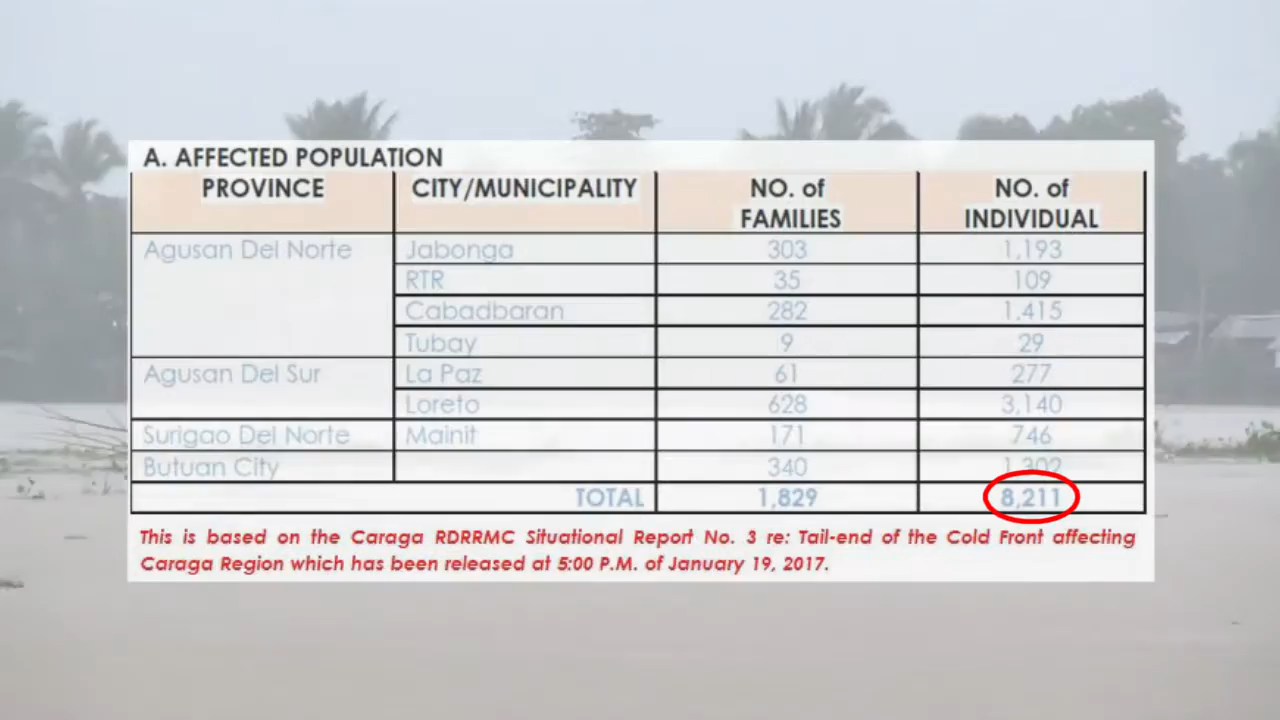 A. AFFECTED POPULATION
PROVINCE CITY/MUNICIPALITY NO. of FAMILIES NO. of INDIVIDUAL
Agusan Del Norte Jabonga 303 1,193
RTR 35 109
Cabadbaran 282 1,415
Tubay 9 29
Agusan Del Sur La Paz 61 277
Loreto 628 3,140
Surigao Del Norte Mainit 171 746
Butuan City 340 1,302
TOTAL 1,829 8,211
This is based on the Caraga RDRRMC Situational Report No. 3 re: Tail-end of the Cold Front affecting
Caraga Region which has been released at 5:00 P.M. of January 19, 2017.